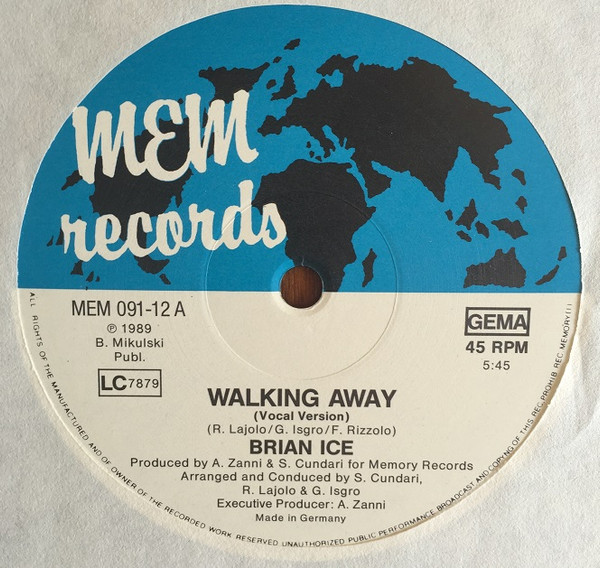 MEM
records
MEM 091-12 A
℗ 1989
B. Mikulski
Publ.
LC 7879
GEMA
45 RPM
5:45
WALKING AWAY
(Vocal Version)
(R. Lajolo/G. Isgro/F. Rizzolo)
BRIAN ICE
Produced by A. Zanni & S. Cundari for Memory Records
Arranged and Conduced by S. Cundari,
R. Lajolo & G. Isgro
Executive Producer: A. Zanni
Made in Germany
ALL RIGHTS OF THE MANUFACTURED AND OF OWNER OF THE RECORDED WORK RESERVED. UNAUTHORIZED PUBLIC PERFORMANCE BROADCAST AND COPYNG OF THIS REC PROHIB REC MEMORY (I)